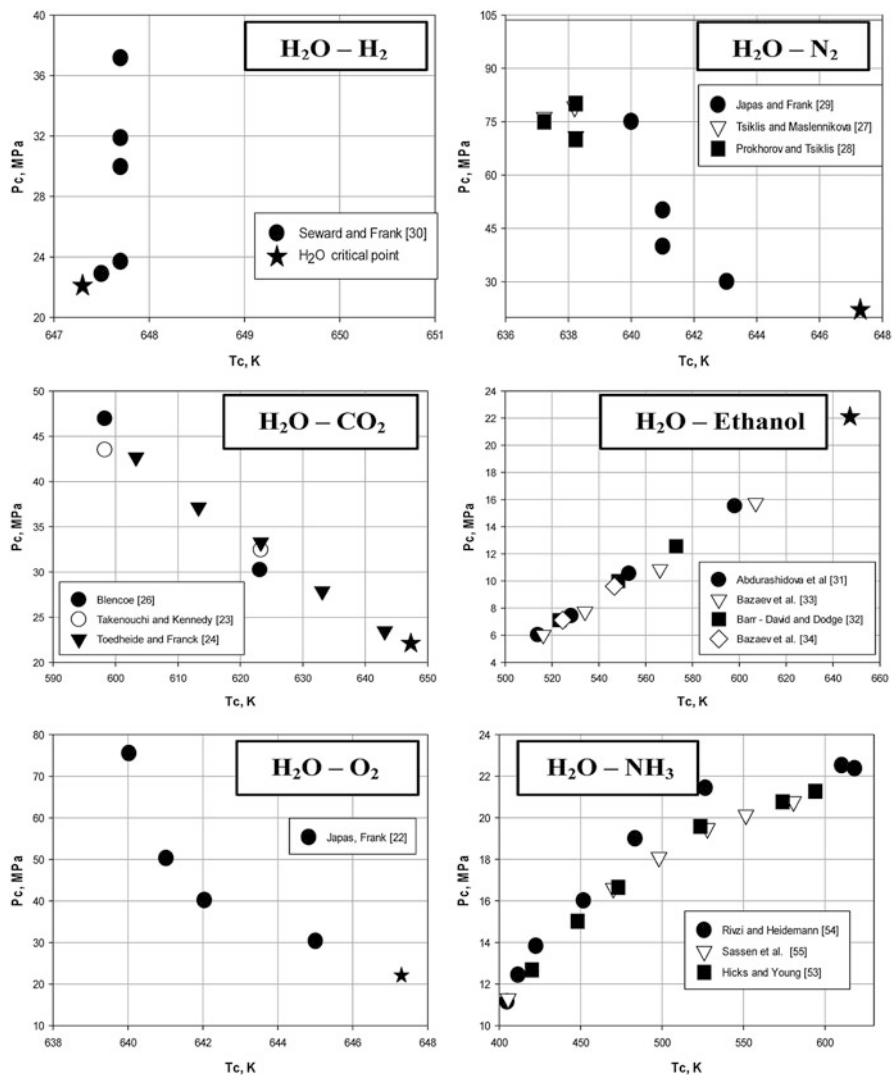 H₂O – H₂
Pc, MPa
40
36
32
28
24
20
Seward and Frank [30]
H₂O critical point
647 648 649 650 651
Tc, K
H₂O – N₂
Pc, MPa
105
90
75
60
45
30
Japas and Frank [29]
Tsiklis and Maslennikova [27]
Prokhorov and Tsiklis [28]
636 638 640 642 644 646 648
Tc, K
H₂O – CO₂
Pc, MPa
50
45
40
35
30
25
20
Blencoe [26]
Takenouchi and Kennedy [23]
Toedheide and Franck [24]
590 600 610 620 630 640 650
Tc, K
H₂O – Ethanol
Pc, MPa
24
22
20
18
16
14
12
10
8
6
4
Abdurashidova et al [31]
Bazaev et al. [33]
Barr - David and Dodge [32]
Bazaev et al. [34]
500 520 540 560 580 600 620 640 660
Tc, K
H₂O – O₂
Pc, MPa
80
70
60
50
40
30
20
10
Japas, Frank [22]
638 640 642 644 646 648
Tc, K
H₂O – NH₃
Pc, MPa
24
22
20
18
16
14
12
10
Rivzi and Heidemann [54]
Sassen et al. [55]
Hicks and Young [53]
400 450 500 550 600
Tc, K